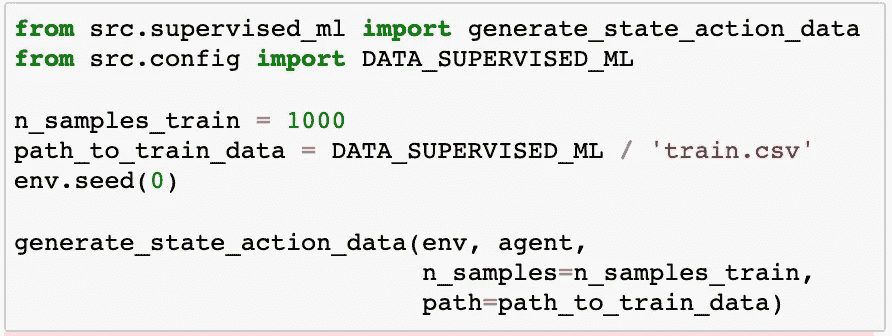 from src.supervised_ml import generate_state_action_data
from src.config import DATA_SUPERVISED_ML

n_samples_train = 1000
path_to_train_data = DATA_SUPERVISED_ML / 'train.csv'
env.seed(0)

generate_state_action_data(env, agent,
                           n_samples=n_samples_train,
                           path=path_to_train_data)